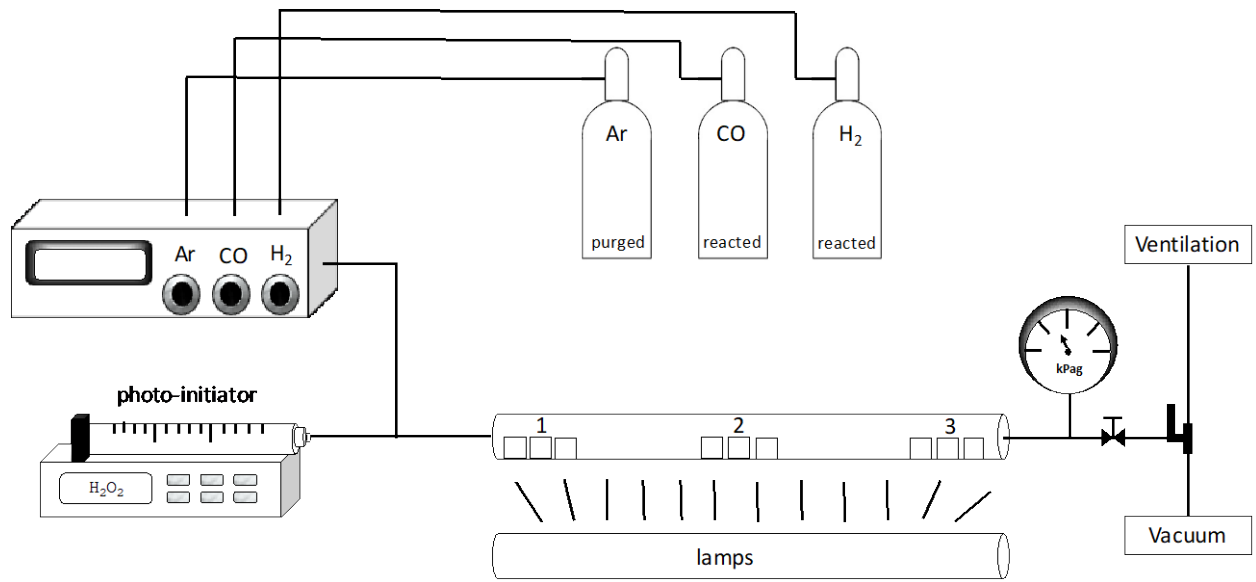 Ar
CO
H₂
purged
reacted
reacted
Ar
CO
H₂
Ventilation
kPag
photo-initiator
H₂O₂
1
2
3
lamps
Vacuum